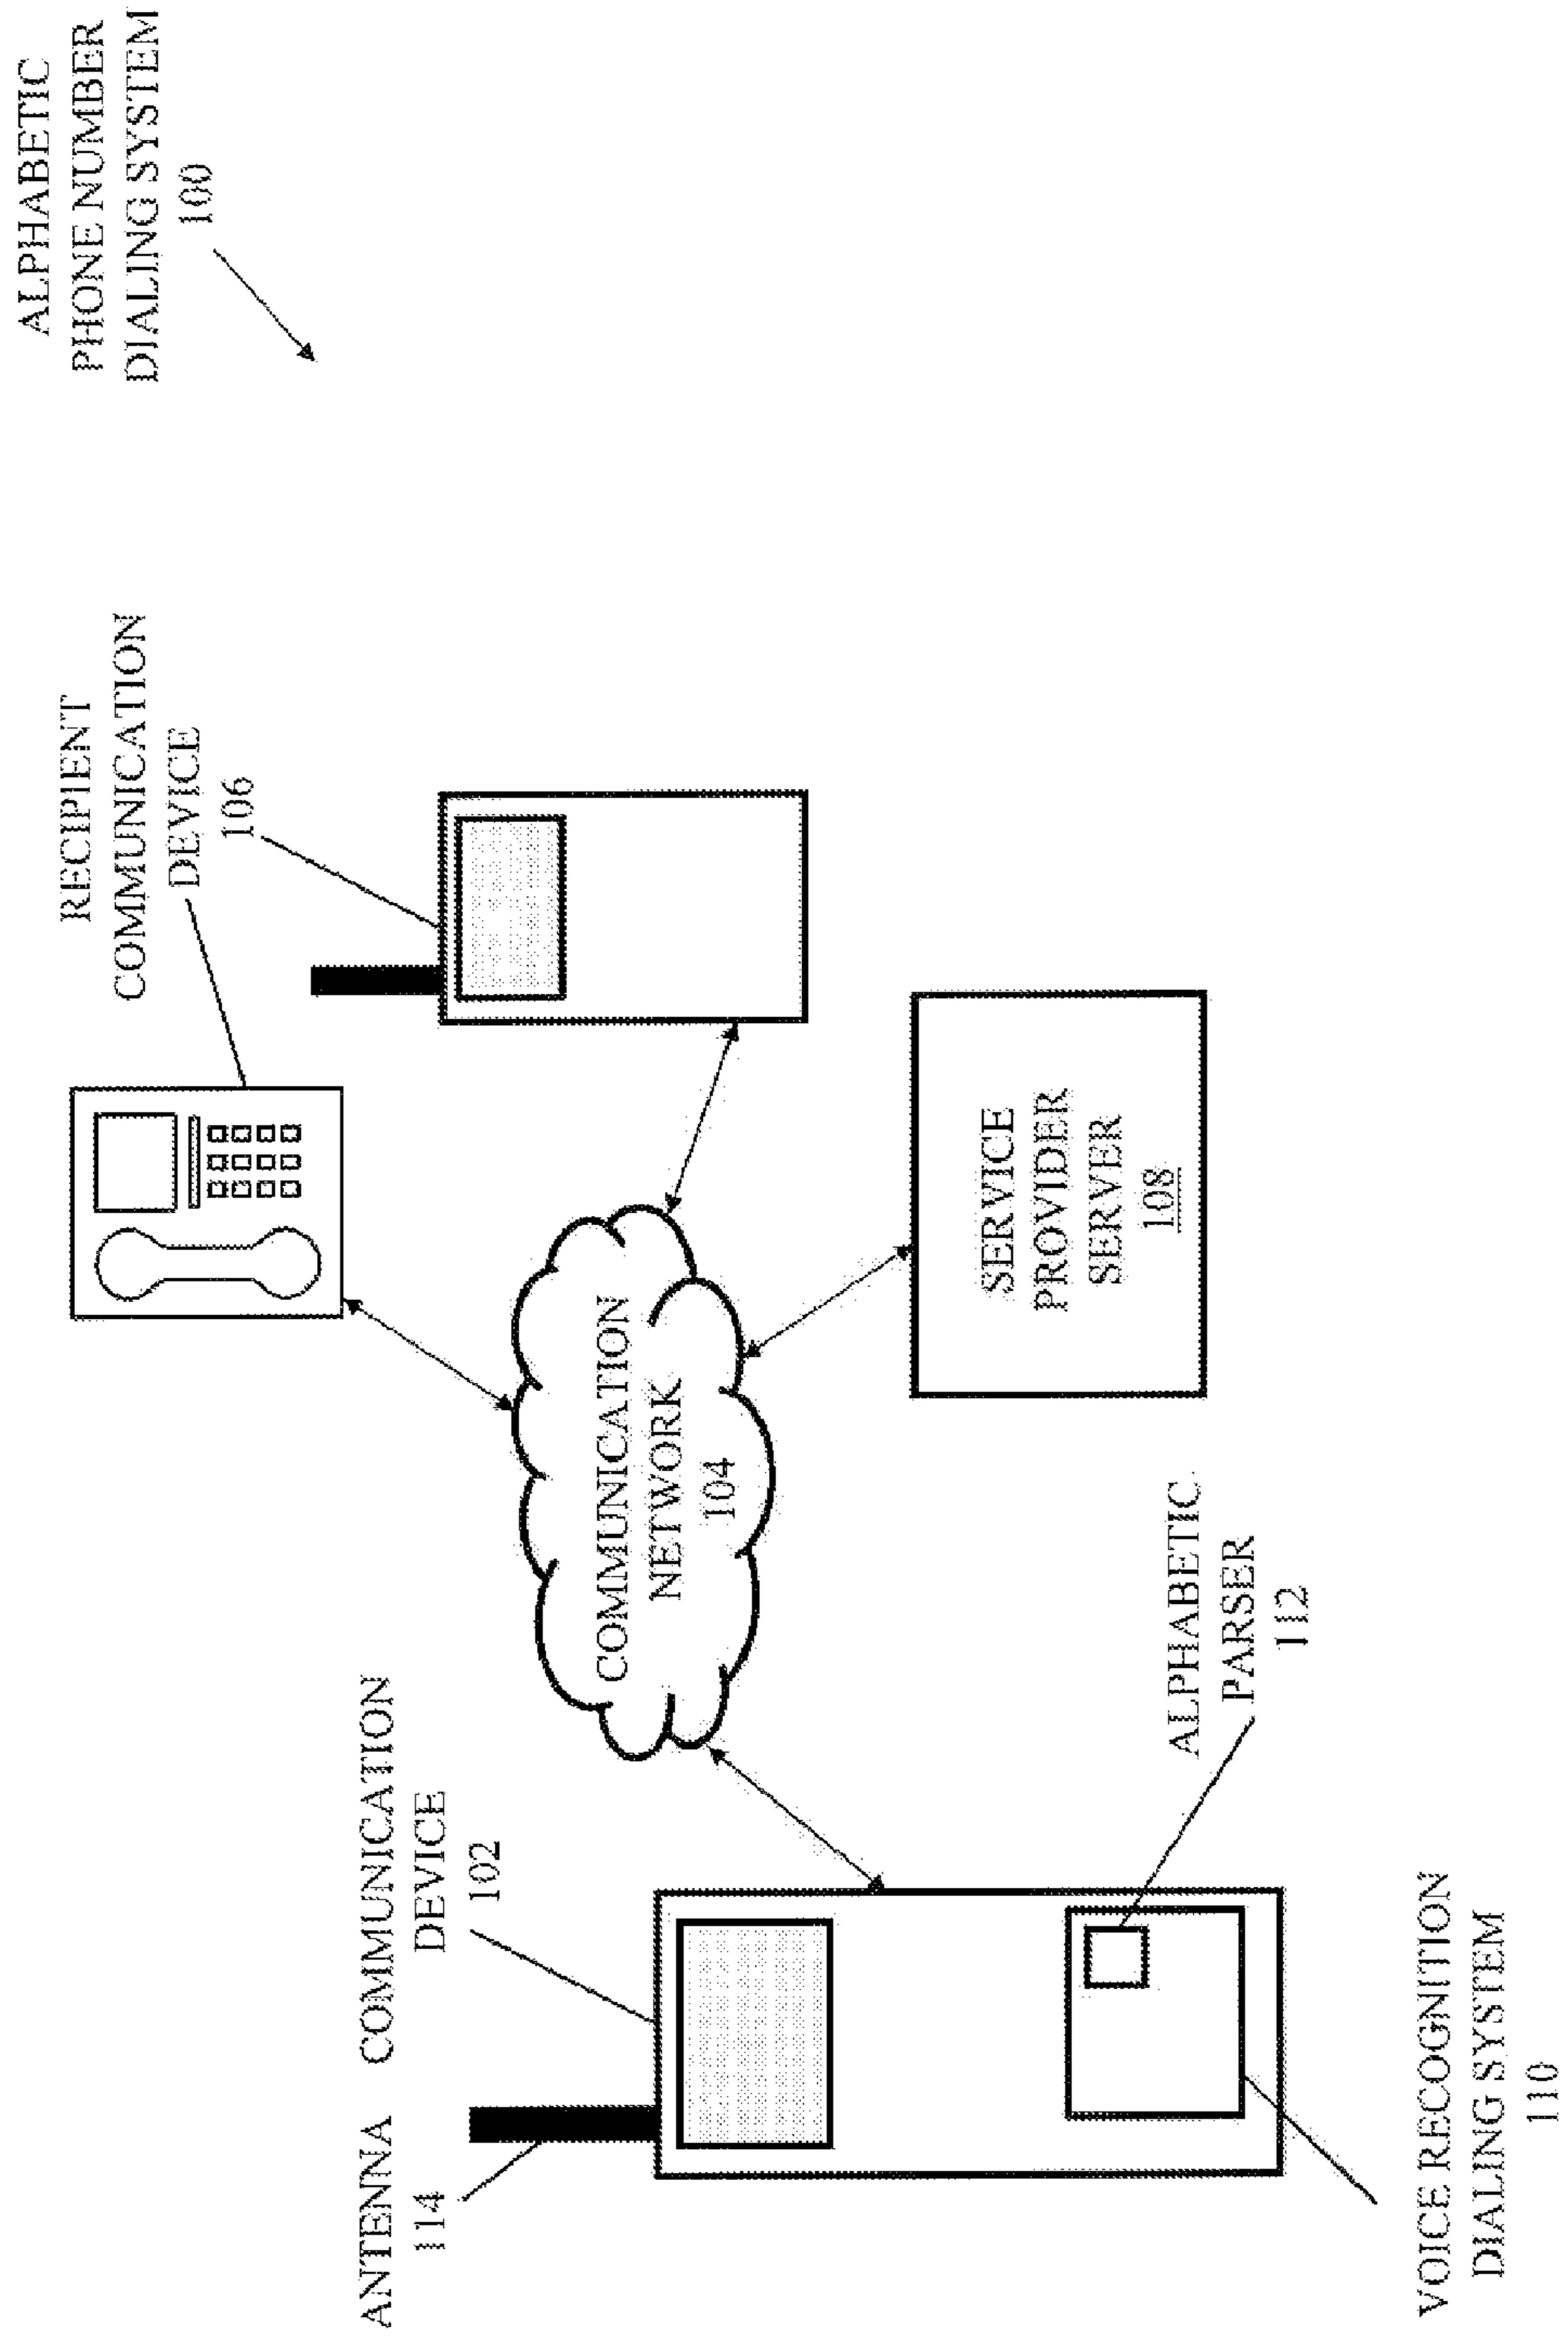 ALPHABETIC
PHONE NUMBER
DIALING SYSTEM
100
RECIPIENT
COMMUNICATION
DEVICE
106
ANTENNA
114
COMMUNICATION
DEVICE
102
COMMUNICATION
NETWORK
104
SERVICE
PROVIDER
SERVER
108
ALPHABETIC
PARSER
112
VOICE RECOGNITION
DIALING SYSTEM
110